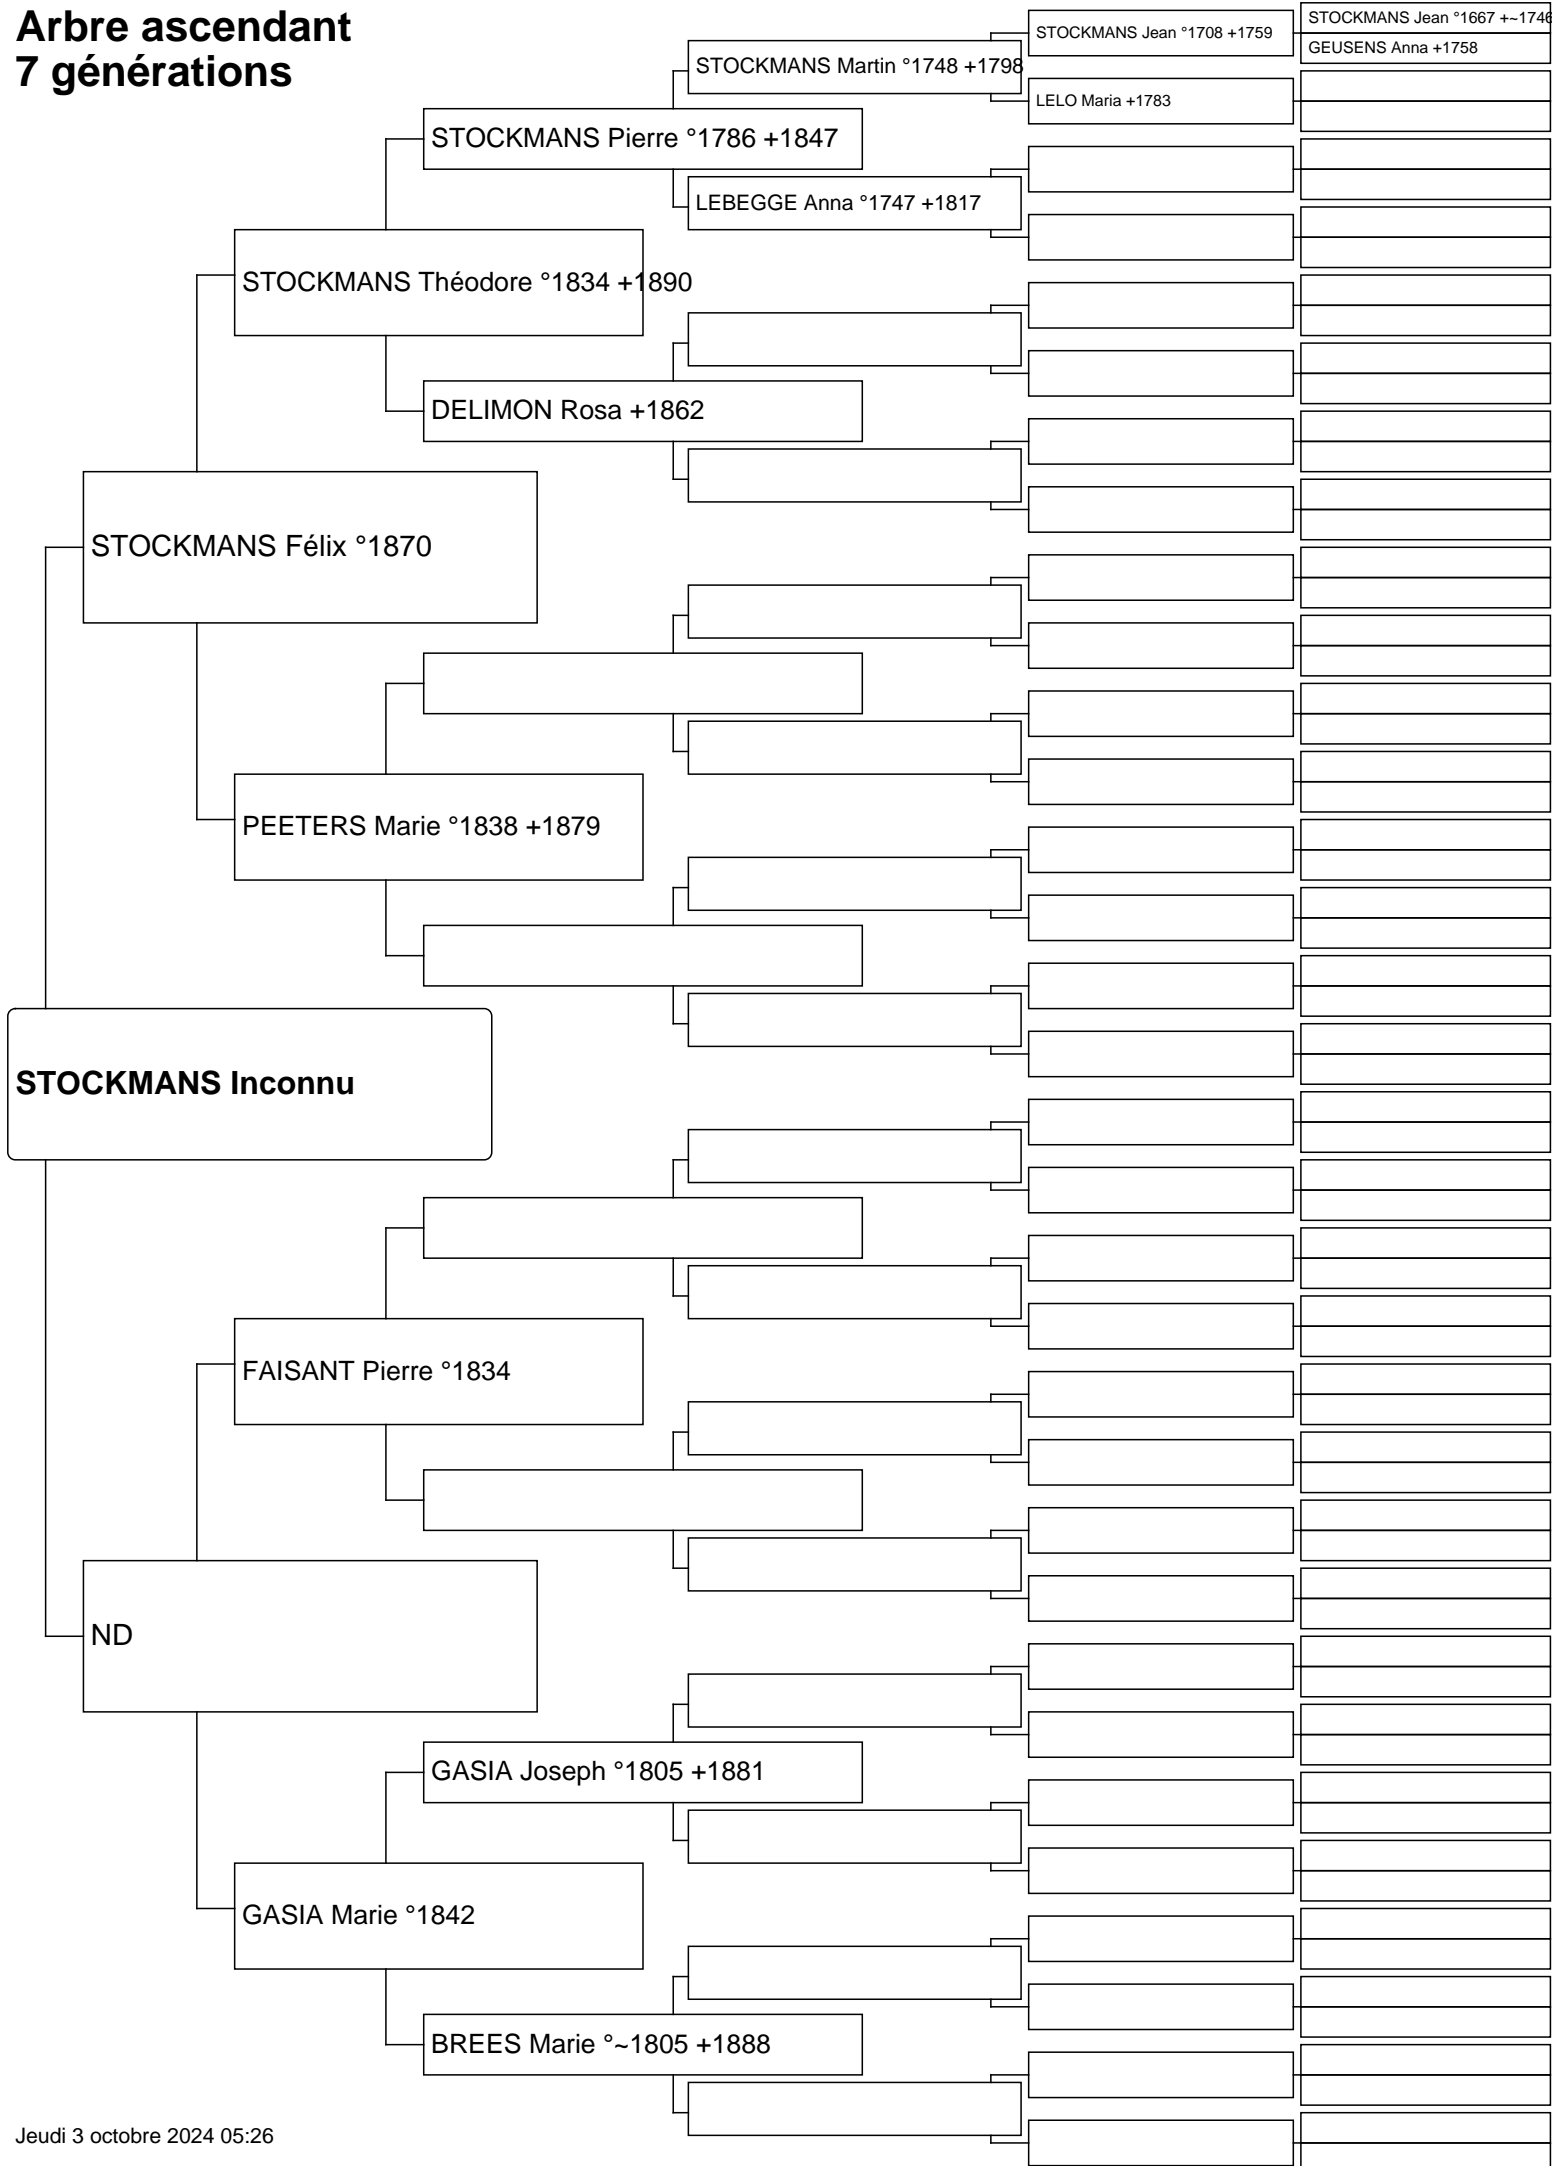 Arbre ascendant
7 générations
STOCKMANS Jean °1667 +~1746
STOCKMANS Jean °1708 +1759
GEUSENS Anna +1758
STOCKMANS Martin °1748 +1798
LELO Maria +1783
STOCKMANS Pierre °1786 +1847
LEBEGGE Anna °1747 +1817
STOCKMANS Théodore °1834 +1890
DELIMON Rosa +1862
STOCKMANS Félix °1870
PEETERS Marie °1838 +1879
STOCKMANS Inconnu
FAISANT Pierre °1834
ND
GASIA Joseph °1805 +1881
GASIA Marie °1842
BREES Marie °~1805 +1888
Jeudi 3 octobre 2024 05:26